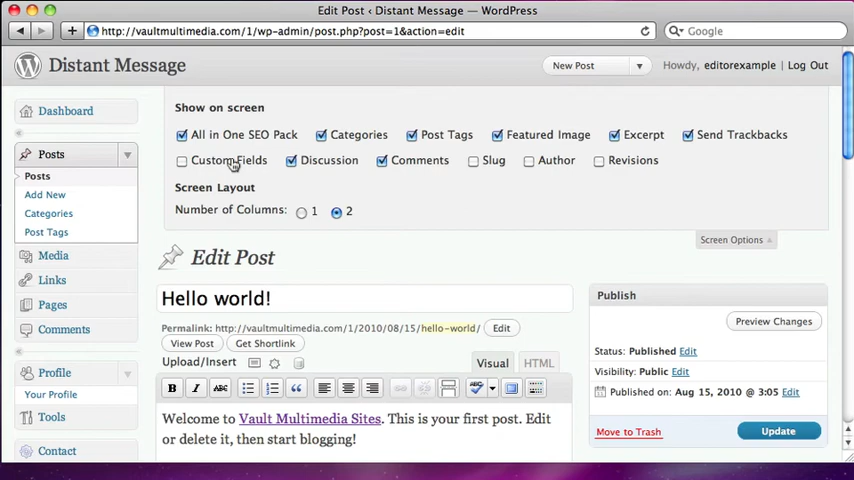 Edit Post ‹ Distant Message — WordPress
http://vaultmultimedia.com/1/wp-admin/post.php?post=1&action=edit
Google
Distant Message
New Post
Howdy, editorexample | Log Out
Show on screen
All in One SEO Pack Categories Post Tags Featured Image Excerpt Send Trackbacks
Custom Fields Discussion Comments Slug Author Revisions
Screen Layout
Number of Columns: 1 2
Screen Options
Dashboard
Posts
Posts
Add New
Categories
Post Tags
Media
Links
Pages
Comments
Profile
Your Profile
Tools
Contact
Edit Post
Hello world!
Permalink: http://vaultmultimedia.com/1/2010/08/15/hello-world/ Edit
View Post Get Shortlink
Upload/Insert
Visual HTML
B I ABC
ABC
Welcome to Vault Multimedia Sites. This is your first post. Edit
or delete it, then start blogging!
Publish
Preview Changes
Status: Published Edit
Visibility: Public Edit
Published on: Aug 15, 2010 @ 3:05 Edit
Move to Trash
Update